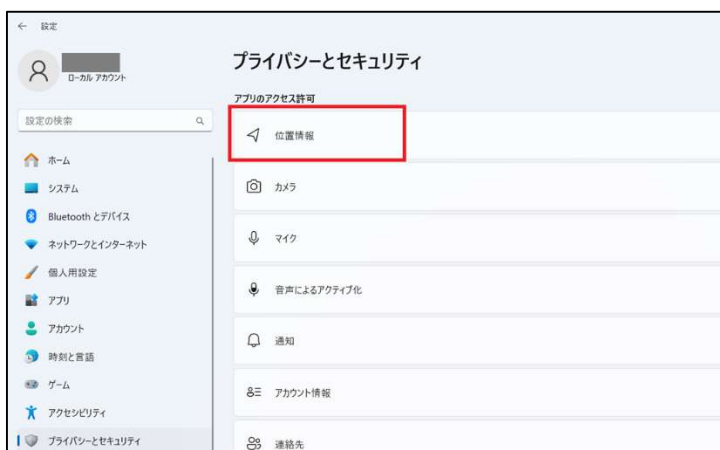 設定
ローカル アカウント
設定の検索
ホーム
システム
Bluetooth とデバイス
ネットワークとインターネット
個人用設定
アプリ
アカウント
時刻と言語
ゲーム
アクセシビリティ
プライバシーとセキュリティ
プライバシーとセキュリティ
アプリのアクセス許可
位置情報
カメラ
マイク
音声によるアクティブ化
通知
アカウント情報
連絡先